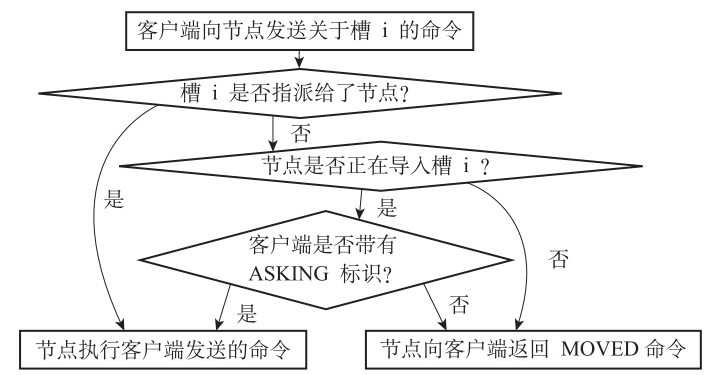 客户端向节点发送关于槽 i 的命令
槽 i 是否指派给了节点?
否
节点是否正在导入槽 i ?
是
是
客户端是否带有
ASKING 标识?
否
否
是
节点执行客户端发送的命令
节点向客户端返回 MOVED 命令